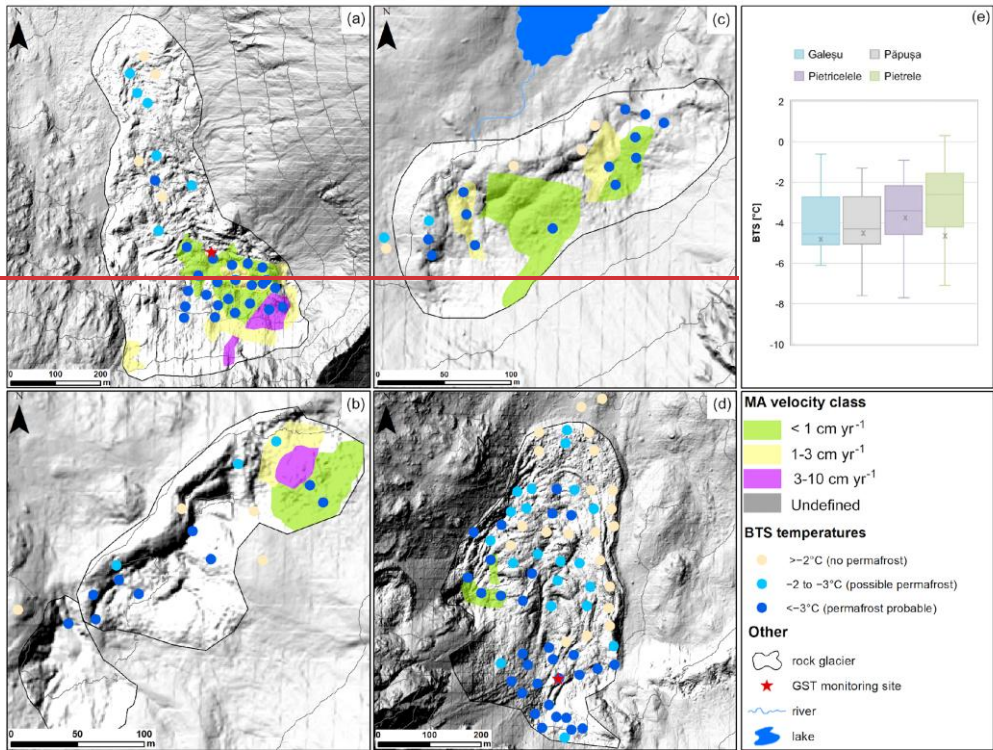 (a)
N
0 100 200
m
(c)
N
0 50 100
m
(e)
Galeșu
Păpușa
Pietricelele
Pietrele
BTS [°C]
2
0
-2
-4
-6
-8
-10
(b)
N
0 50 100
m
(d)
N
0 100 200
m
MA velocity class
< 1 cm yr⁻¹
1-3 cm yr⁻¹
3-10 cm yr⁻¹
Undefined
BTS temperatures
>−2°C (no permafrost)
−2 to −3°C (possible permafrost)
<−3°C (permafrost probable)
Other
rock glacier
GST monitoring site
river
lake